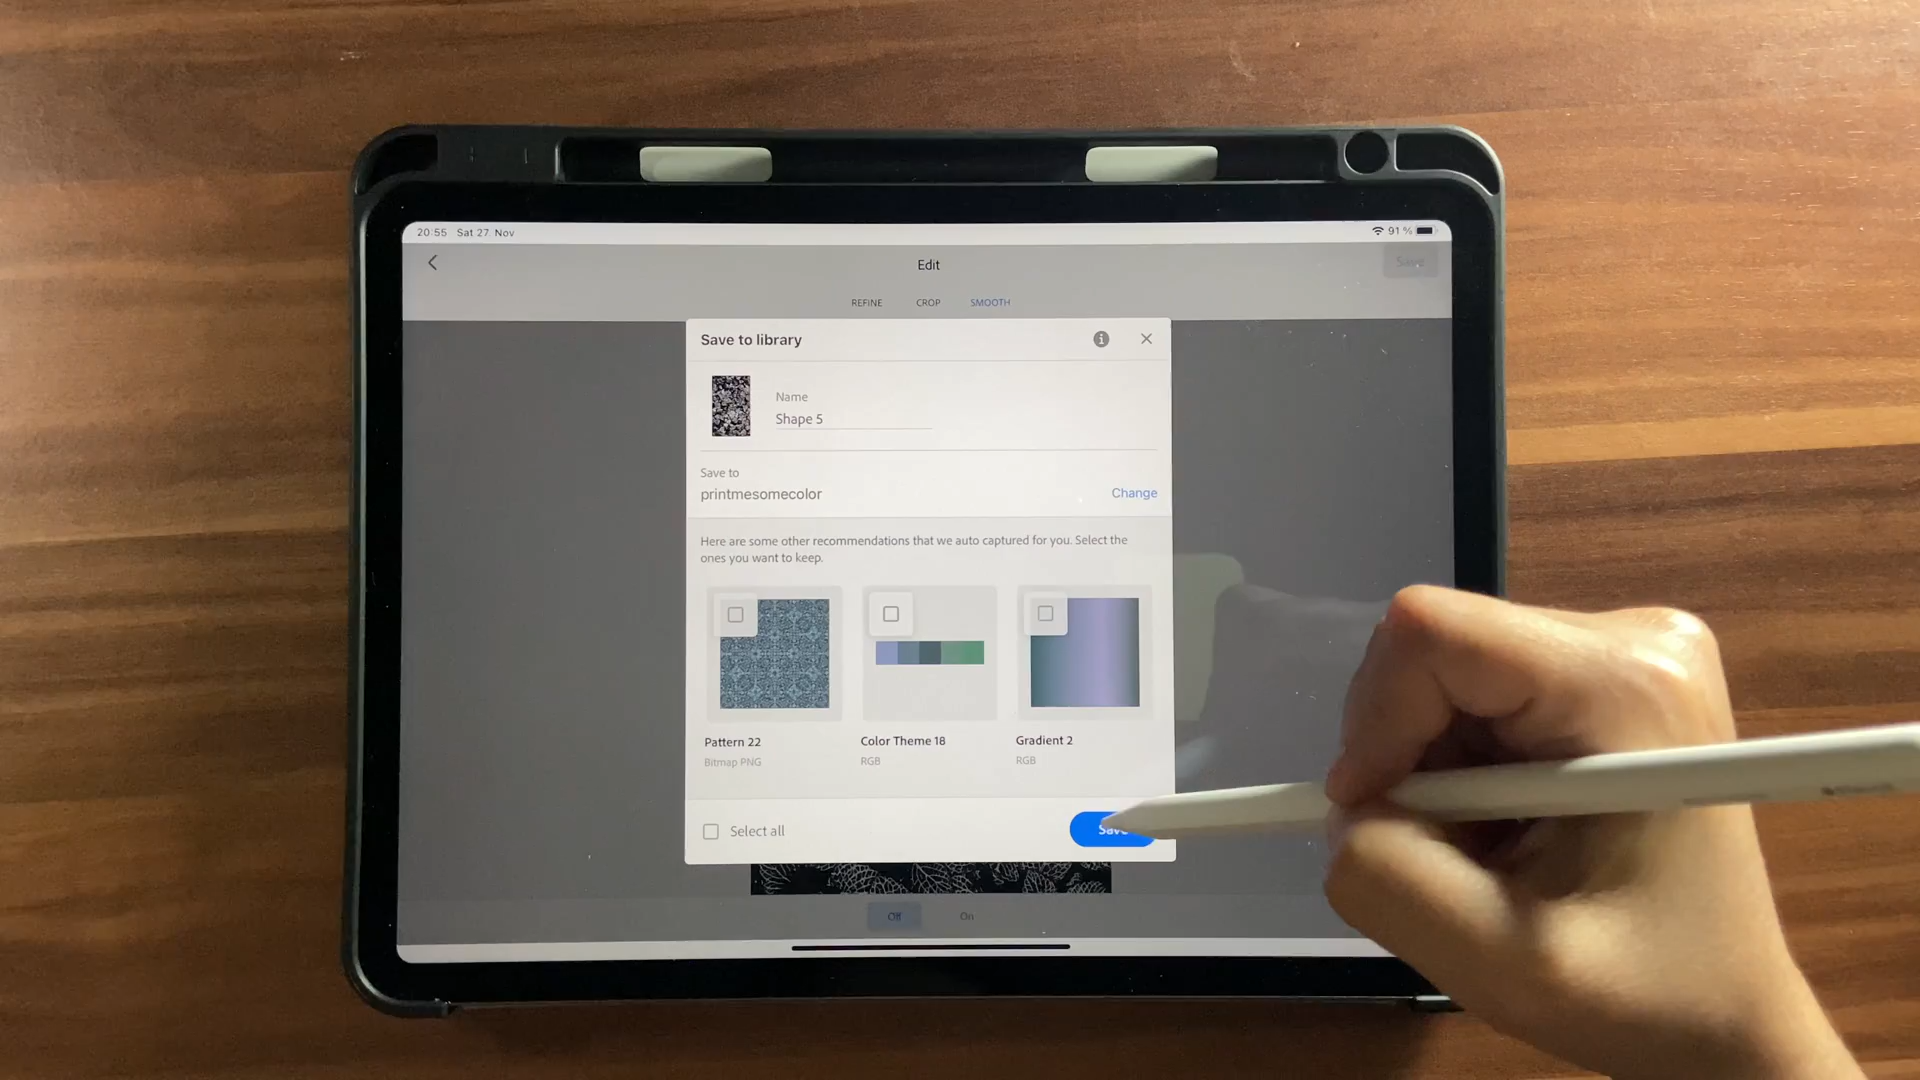 20:55 Sat 27. Nov
91 %
Edit
Save
REFINE CROP SMOOTH
Save to library
Name
Shape 5
Save to
printmesomecolor
Change
Here are some other recommendations that we auto captured for you. Select the
ones you want to keep.
Pattern 22
Bitmap PNG
Color Theme 18
RGB
Gradient 2
RGB
Select all
Save
Off On